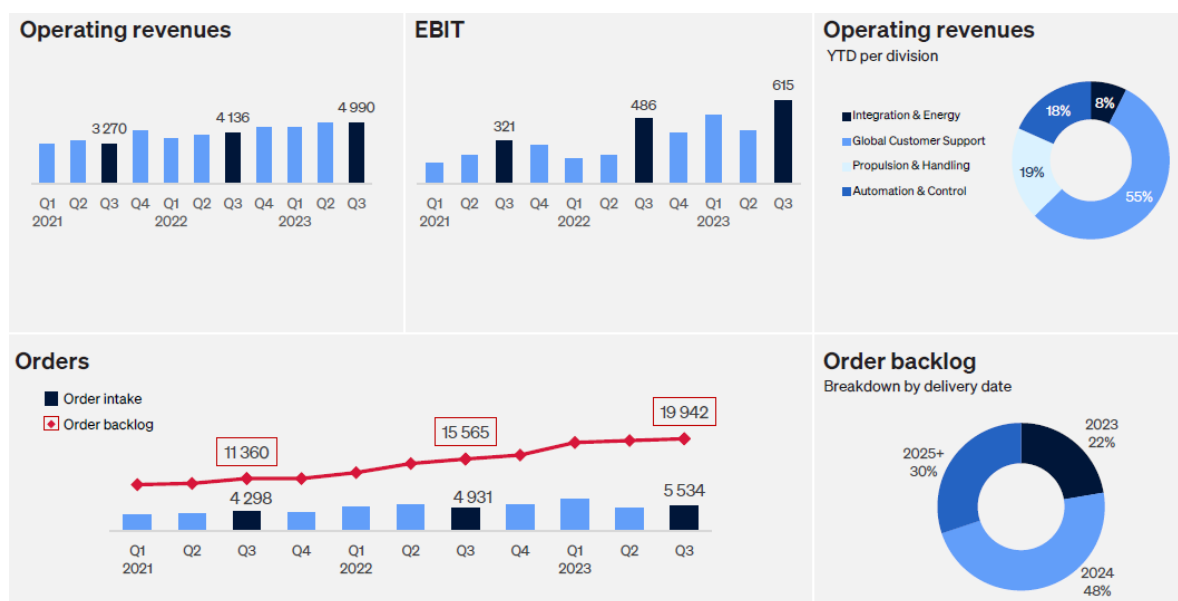 Operating revenues
3 270
4 136
4 990
Q1 Q2 Q3 Q4 Q1 Q2 Q3 Q4 Q1 Q2 Q3
2021 2022 2023
EBIT
321
486
615
Q1 Q2 Q3 Q4 Q1 Q2 Q3 Q4 Q1 Q2 Q3
2021 2022 2023
Operating revenues
YTD per division
Integration & Energy
Global Customer Support
Propulsion & Handling
Automation & Control
8%
18%
19%
55%
Orders
Order intake
Order backlog
11 360
15 565
19 942
4 298
4 931
5 534
Q1 Q2 Q3 Q4 Q1 Q2 Q3 Q4 Q1 Q2 Q3
2021 2022 2023
Order backlog
Breakdown by delivery date
2023
22%
2025+
30%
2024
48%